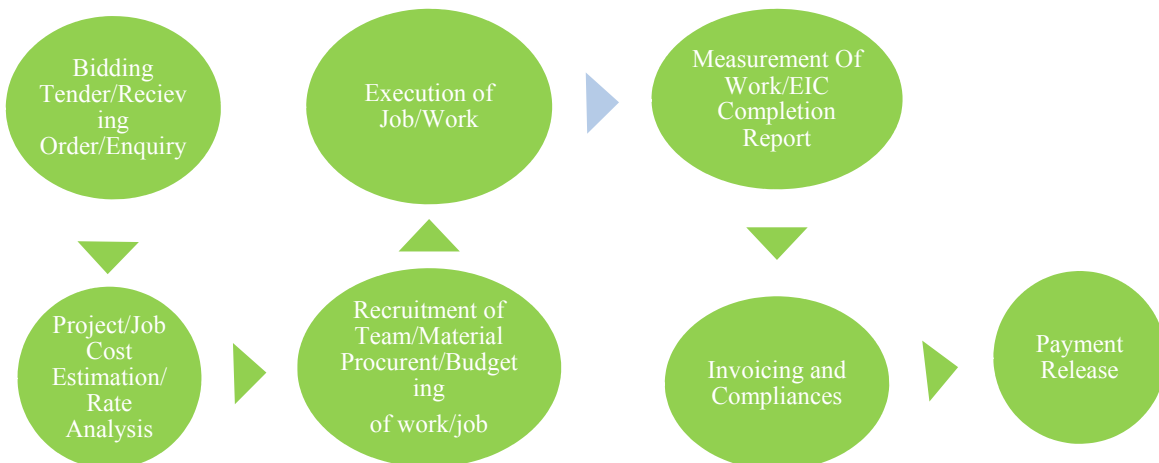 Bidding
Tender/Reciev
ing
Order/Enquiry
Project/Job
Cost
Estimation/
Rate
Analysis
Recruitment of
Team/Material
Procurent/Budget
ing
of work/job
Execution of
Job/Work
Measurement Of
Work/EIC
Completion
Report
Invoicing and
Compliances
Payment
Release